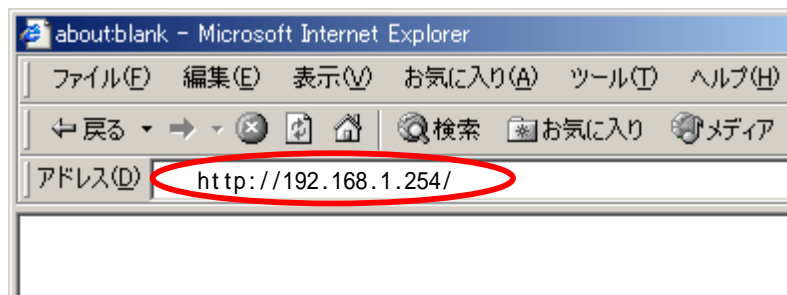 about:blank - Microsoft Internet Explorer
ファイル(F) 編集(E) 表示(V) お気に入り(A) ツール(T) ヘルプ(H)
戻る 検索 お気に入り メディア
アドレス(D) http://192.168.1.254/